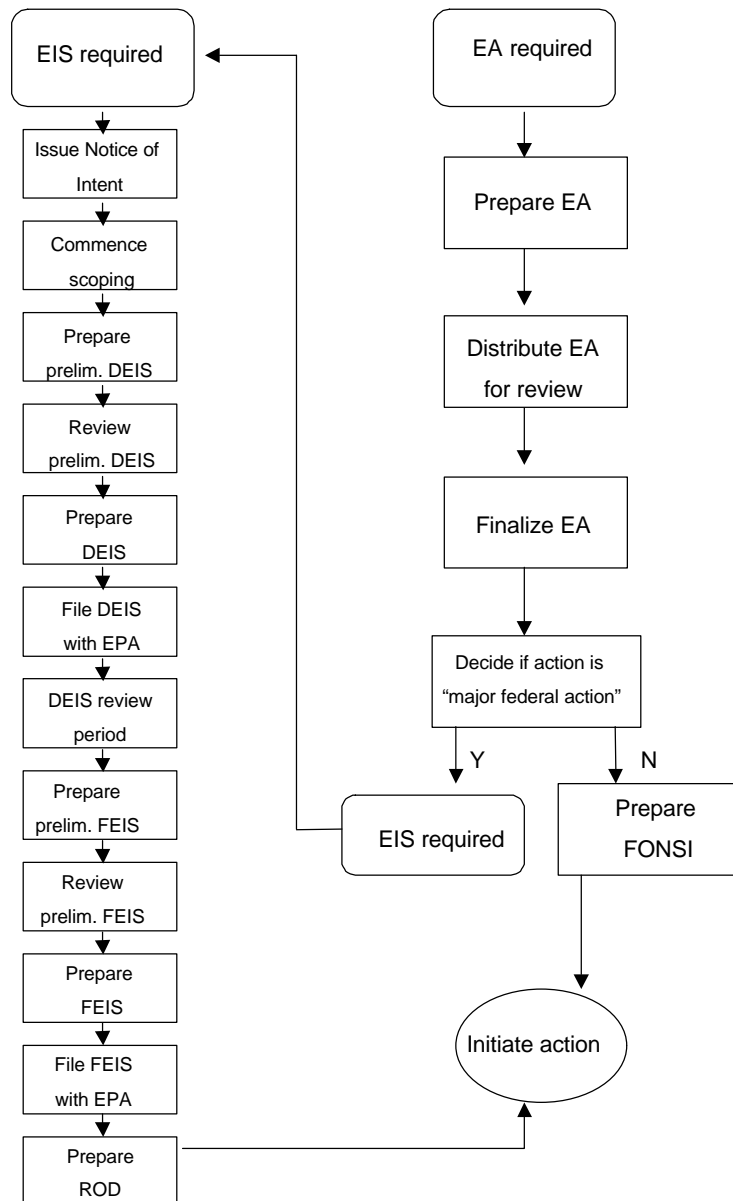 EIS required
Issue Notice of
Intent
Commence
scoping
Prepare
prelim. DEIS
Review
prelim. DEIS
Prepare
DEIS
File DEIS
with EPA
DEIS review
period
Prepare
prelim. FEIS
Review
prelim. FEIS
Prepare
FEIS
File FEIS
with EPA
Prepare
ROD
EA required
Prepare EA
Distribute EA
for review
Finalize EA
Decide if action is
“major federal action”
Y
N
EIS required
Prepare
FONSI
Initiate action